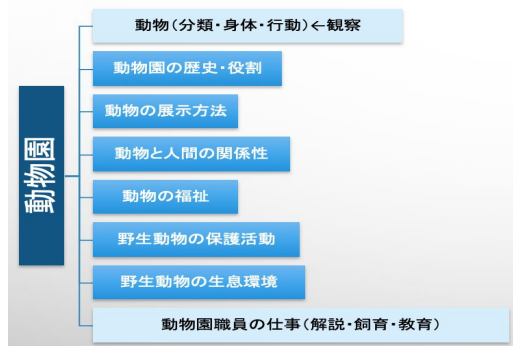 動物園
動物(分類・身体・行動)←観察
動物園の歴史・役割
動物の展示方法
動物と人間の関係性
動物の福祉
野生動物の保護活動
野生動物の生息環境
動物園職員の仕事(解説・飼育・教育)